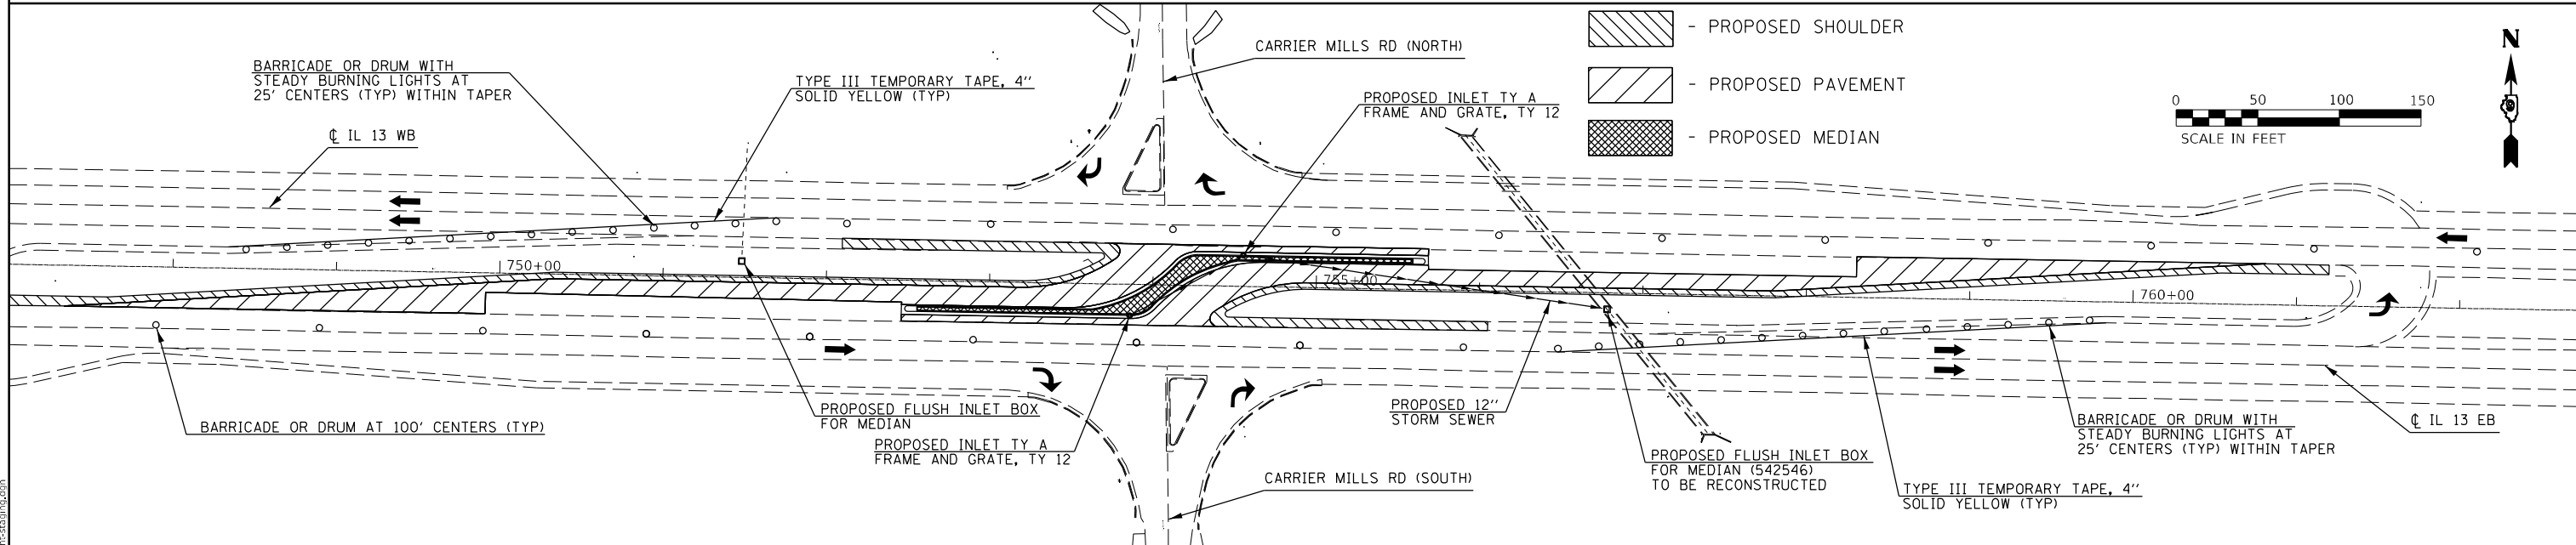 - PROPOSED SHOULDER
- PROPOSED PAVEMENT
- PROPOSED MEDIAN
N
0 50 100 150
SCALE IN FEET
CARRIER MILLS RD (NORTH)
BARRICADE OR DRUM WITH
STEADY BURNING LIGHTS AT
25' CENTERS (TYP) WITHIN TAPER
TYPE III TEMPORARY TAPE, 4''
SOLID YELLOW (TYP)
PROPOSED INLET TY A
FRAME AND GRATE, TY 12
℄ IL 13 WB
750+00
755+00
760+00
BARRICADE OR DRUM AT 100' CENTERS (TYP)
PROPOSED FLUSH INLET BOX
FOR MEDIAN
PROPOSED INLET TY A
FRAME AND GRATE, TY 12
PROPOSED 12''
STORM SEWER
CARRIER MILLS RD (SOUTH)
PROPOSED FLUSH INLET BOX
FOR MEDIAN (542546)
TO BE RECONSTRUCTED
TYPE III TEMPORARY TAPE, 4''
SOLID YELLOW (TYP)
BARRICADE OR DRUM WITH
STEADY BURNING LIGHTS AT
25' CENTERS (TYP) WITHIN TAPER
℄ IL 13 EB
nt-staging.dgn